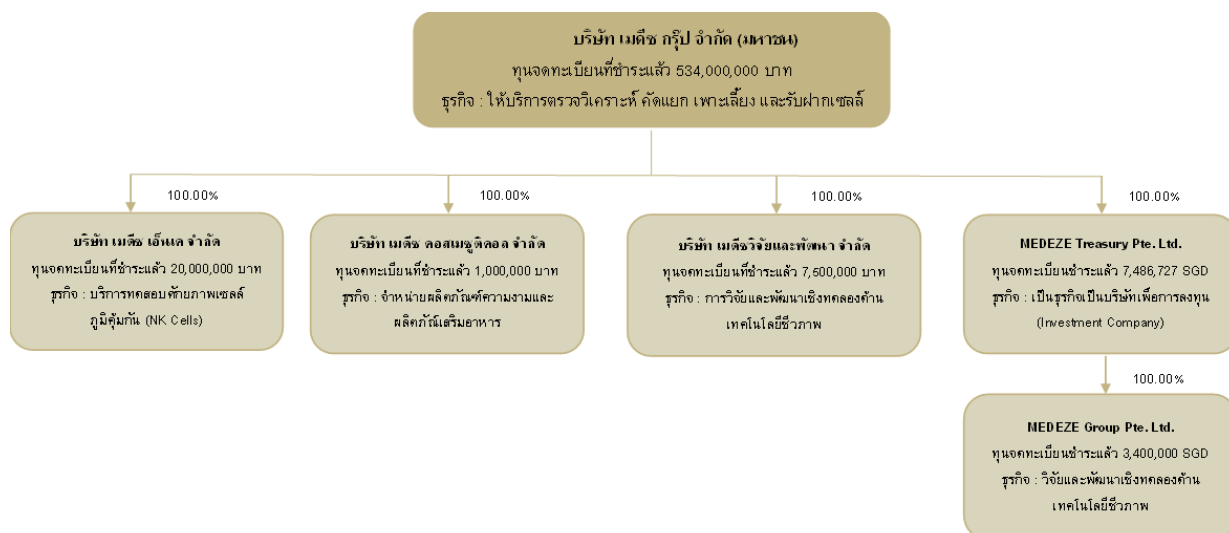 บริษัท เมดีซ กรุ๊ป จำกัด (มหาชน)
ทุนจดทะเบียนที่ชำระแล้ว 534,000,000 บาท
ธุรกิจ : ให้บริการตรวจวิเคราะห์ คัดแยก เพาะเลี้ยง และรับฝากเซลล์
100.00%
100.00%
100.00%
100.00%
บริษัท เมดีซ เอ็นเค จำกัด
ทุนจดทะเบียนที่ชำระแล้ว 20,000,000 บาท
ธุรกิจ : บริการทดสอบศักยภาพเซลล์
ภูมิคุ้มกัน (NK Cells)
บริษัท เมดีซ คอสเมซูติคอล จำกัด
ทุนจดทะเบียนที่ชำระแล้ว 1,000,000 บาท
ธุรกิจ : จำหน่ายผลิตภัณฑ์ความงามและ
ผลิตภัณ์เสริมอาหาร
บริษัท เมดีซวิจัยและพัฒนา จำกัด
ทุนจดทะเบียนที่ชำระแล้ว 7,500,000 บาท
ธุรกิจ : การวิจัยและพัฒนาเชิงทดลองด้าน
เทคโนโลยีชีวภาพ
MEDEZE Treasury Pte. Ltd.
ทุนจดทะเบียนชำระแล้ว 7,486,727 SGD
ธุรกิจ : เป็นธุรกิจเป็นบริษัทเพื่อการลงทุน
(Investment Company)
100.00%
MEDEZE Group Pte. Ltd.
ทุนจดทะเบียนชำระแล้ว 3,400,000 SGD
ธุรกิจ : วิจัยและพัฒนาเชิงทดลองด้าน
เทคโนโลยีชีวภาพ